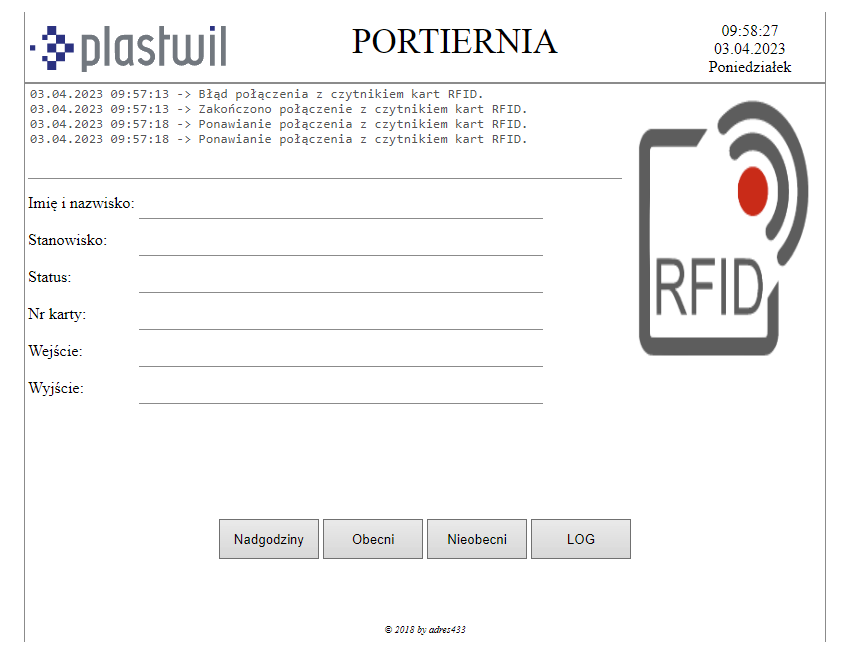 plastwil
PORTIERNIA
09:58:27
03.04.2023
Poniedziałek
03.04.2023 09:57:13 -> Błąd połączenia z czytnikiem kart RFID.
03.04.2023 09:57:13 -> Zakończono połączenie z czytnikiem kart RFID.
03.04.2023 09:57:18 -> Ponawianie połączenia z czytnikiem kart RFID.
03.04.2023 09:57:18 -> Ponawianie połączenia z czytnikiem kart RFID.
RFID
Imię i nazwisko:
Stanowisko:
Status:
Nr karty:
Wejście:
Wyjście:
Nadgodziny Obecni Nieobecni LOG
© 2018 by adres433